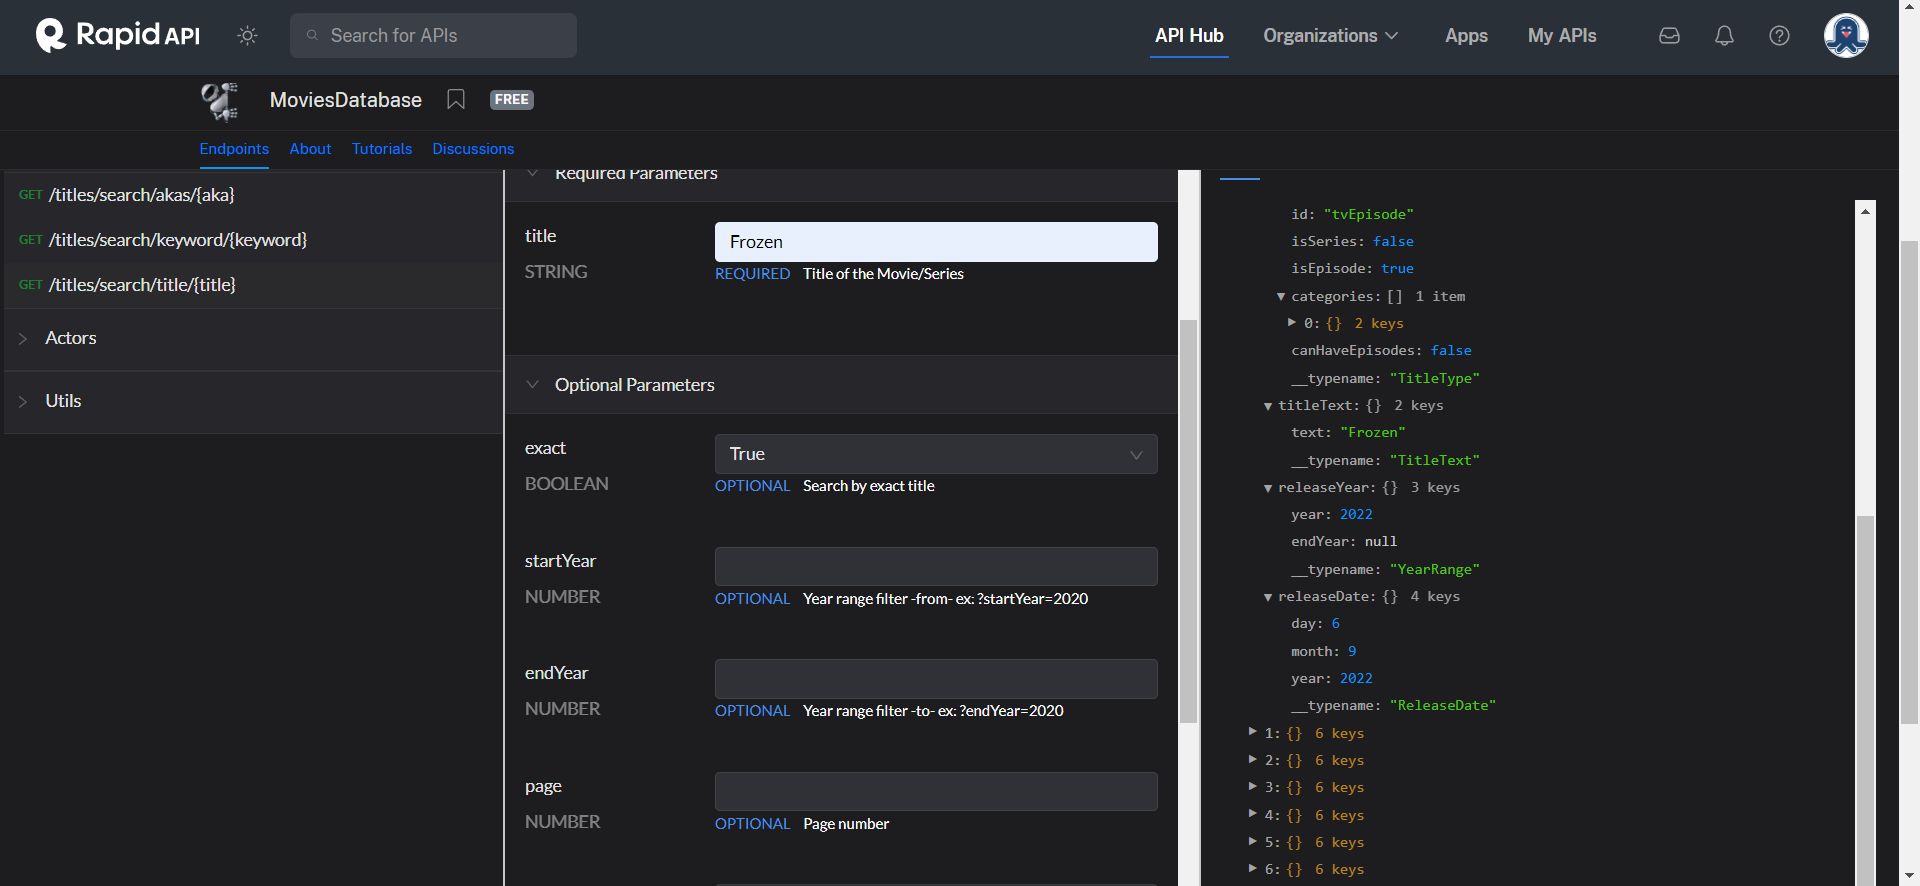 Rapid API
Search for APIs
API Hub
Organizations
Apps
My APIs
MoviesDatabase
FREE
Endpoints
About
Tutorials
Discussions
GET /titles/search/akas/{aka}
GET /titles/search/keyword/{keyword}
GET /titles/search/title/{title}
Actors
Utils
Required Parameters
title
STRING
Frozen
REQUIRED Title of the Movie/Series
Optional Parameters
exact
BOOLEAN
True
OPTIONAL Search by exact title
startYear
NUMBER
OPTIONAL Year range filter -from- ex: ?startYear=2020
endYear
NUMBER
OPTIONAL Year range filter -to- ex: ?endYear=2020
page
NUMBER
OPTIONAL Page number
id: "tvEpisode"
isSeries: false
isEpisode: true
categories: [] 1 item
0: {} 2 keys
canHaveEpisodes: false
__typename: "TitleType"
titleText: {} 2 keys
text: "Frozen"
__typename: "TitleText"
releaseYear: {} 3 keys
year: 2022
endYear: null
__typename: "YearRange"
releaseDate: {} 4 keys
day: 6
month: 9
year: 2022
__typename: "ReleaseDate"
1: {} 6 keys
2: {} 6 keys
3: {} 6 keys
4: {} 6 keys
5: {} 6 keys
6: {} 6 keys